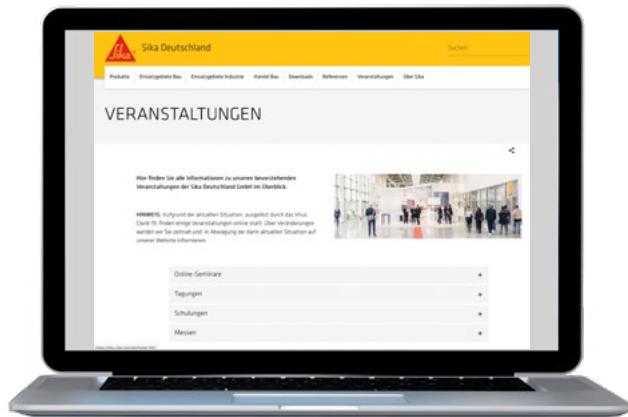 Sika
Sika Deutschland
Suchen
Produkte Einsatzgebiete Bau Einsatzgebiete Industrie Handel Bau Downloads Referenzen Veranstaltungen Über Sika
VERANSTALTUNGEN
Hier finden Sie alle Informationen zu unseren bevorstehenden
Veranstaltungen der Sika Deutschland GmbH im Überblick.
HINWEIS: Aufgrund der aktuellen Situation, ausgelöst durch das Virus
Covid-19, finden einige Veranstaltungen online statt. Über Veränderungen
werden wir Sie zeitnah und in Abwägung der dann aktuellen Situation auf
unserer Website informieren.
Online-Seminare +
Tagungen +
Schulungen +
Messen +